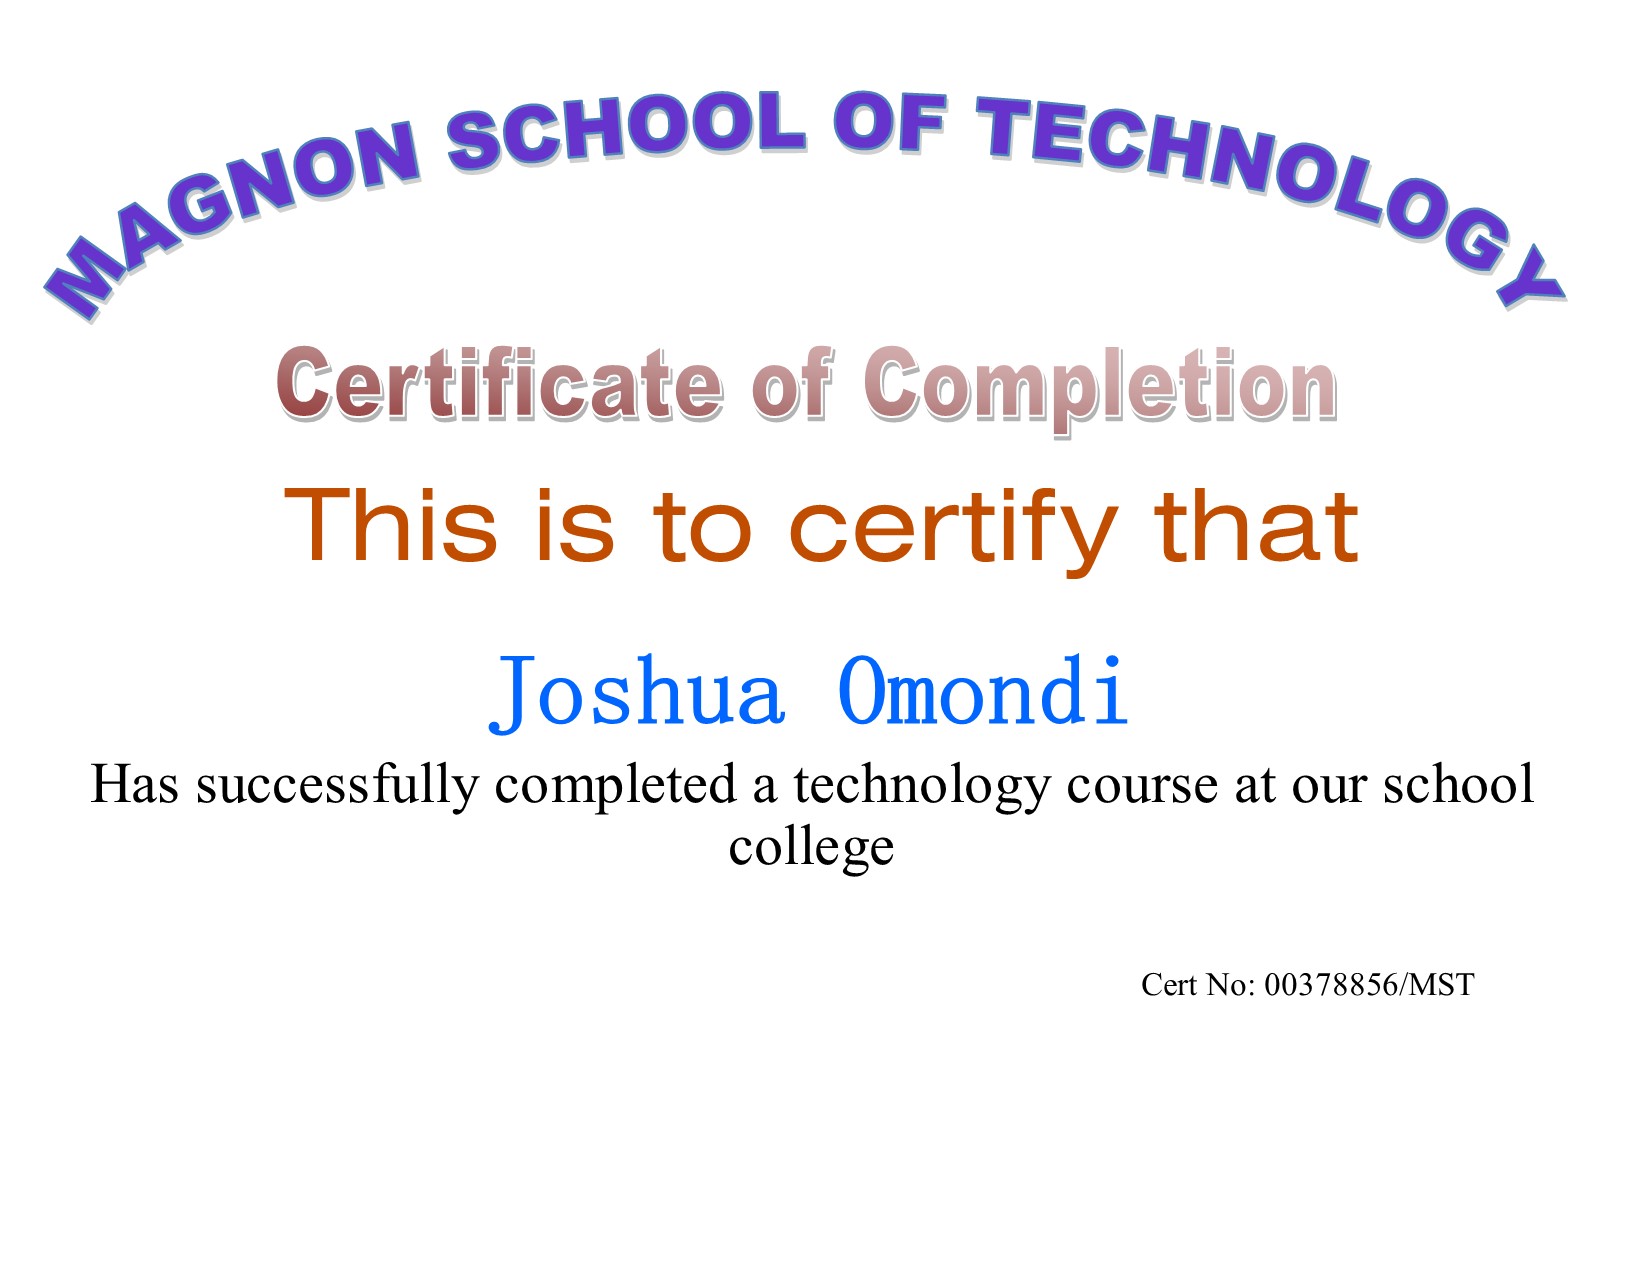 MAGNON SCHOOL OF TECHNOLOGY
Certificate of Completion
This is to certify that
Joshua Omondi
Has successfully completed a technology course at our school
college
Cert No: 00378856/MST